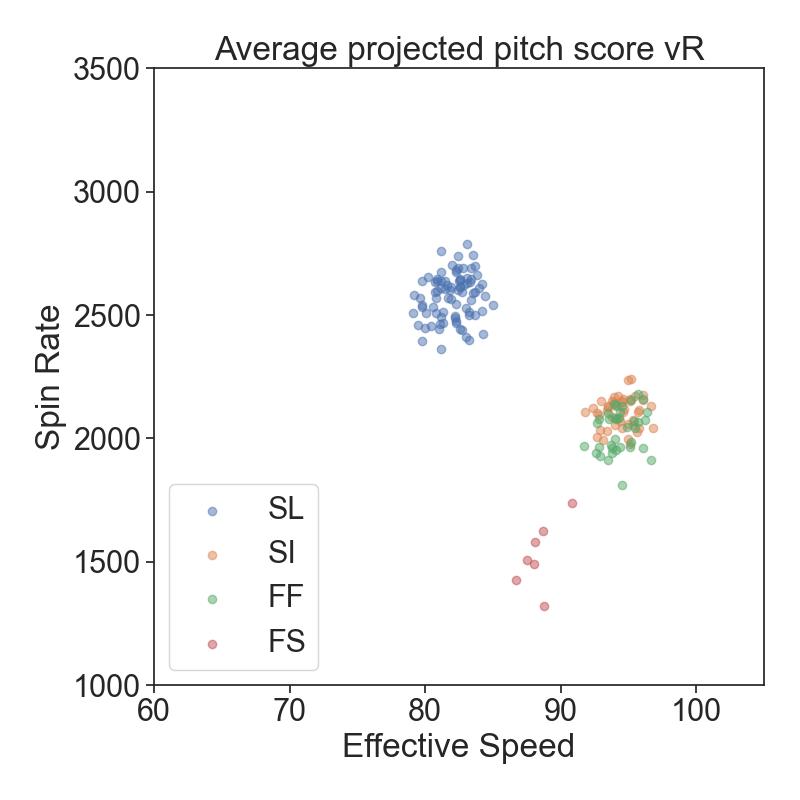 Average projected pitch score vR
3500
3000
2500
2000
1500
1000
Spin Rate
SL
SI
FF
FS
60 70 80 90 100
Effective Speed